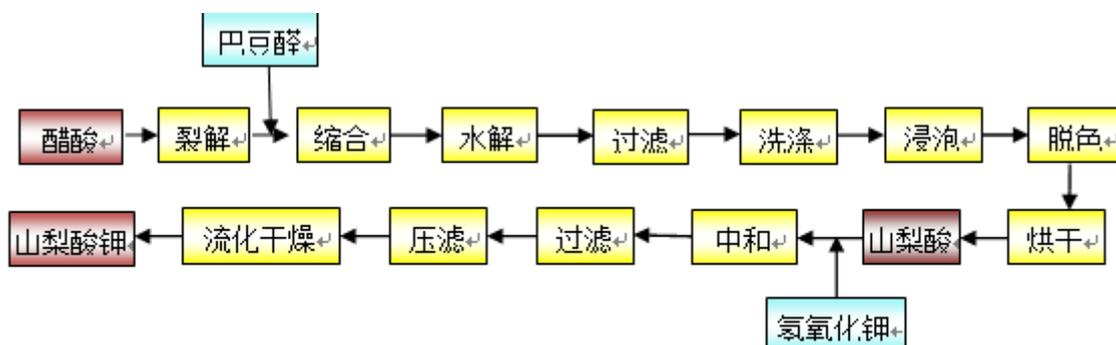 巴豆醛
醋酸
裂解
缩合
水解
过滤
洗涤
浸泡
脱色
山梨酸钾
流化干燥
压滤
过滤
中和
山梨酸
烘干
氢氧化钾